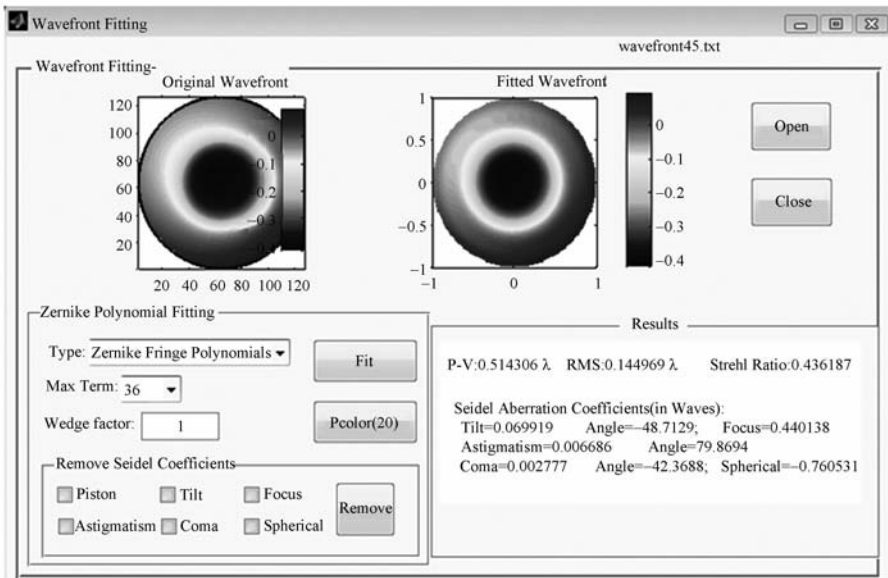 Wavefront Fitting
wavefront45.txt
Wavefront Fitting-
Original Wavefront
120
100
80
60
40
20
20 40 60 80 100 120
0
-0.1
-0.2
-0.3
Fitted Wavefront
1
0.5
0
−0.5
−1
−1 0 1
0
−0.1
−0.2
−0.3
−0.4
Open
Close
Zernike Polynomial Fitting
Type: Zernike Fringe Polynomials
Max Term: 36
Wedge factor: 1
Fit
Pcolor(20)
Remove Seidel Coefficients
Piston Tilt Focus
Astigmatism Coma Spherical
Remove
Results
P-V:0.514306 λ RMS:0.144969 λ Strehl Ratio:0.436187
Seidel Aberration Coefficients(in Waves):
Tilt=0.069919 Angle=−48.7129; Focus=0.440138
Astigmatism=0.006686 Angle=79.8694
Coma=0.002777 Angle=−42.3688; Spherical=−0.760531